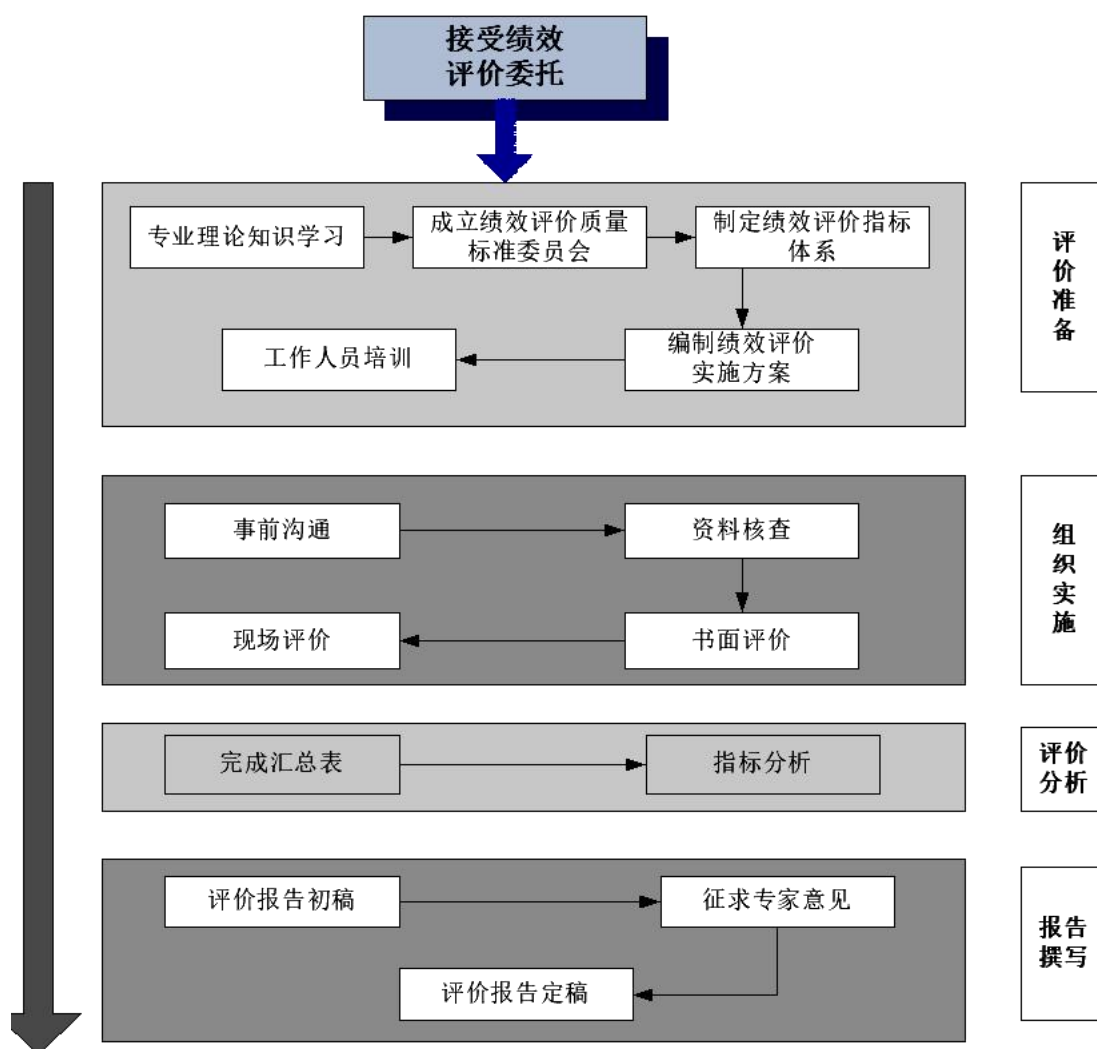 接受绩效
评价委托
专业理论知识学习
成立绩效评价质量
标准委员会
制定绩效评价指标
体系
工作人员培训
编制绩效评价
实施方案
评
价
准
备
事前沟通
资料核查
现场评价
书面评价
组
织
实
施
完成汇总表
指标分析
评价
分析
评价报告初稿
征求专家意见
评价报告定稿
报告
撰写